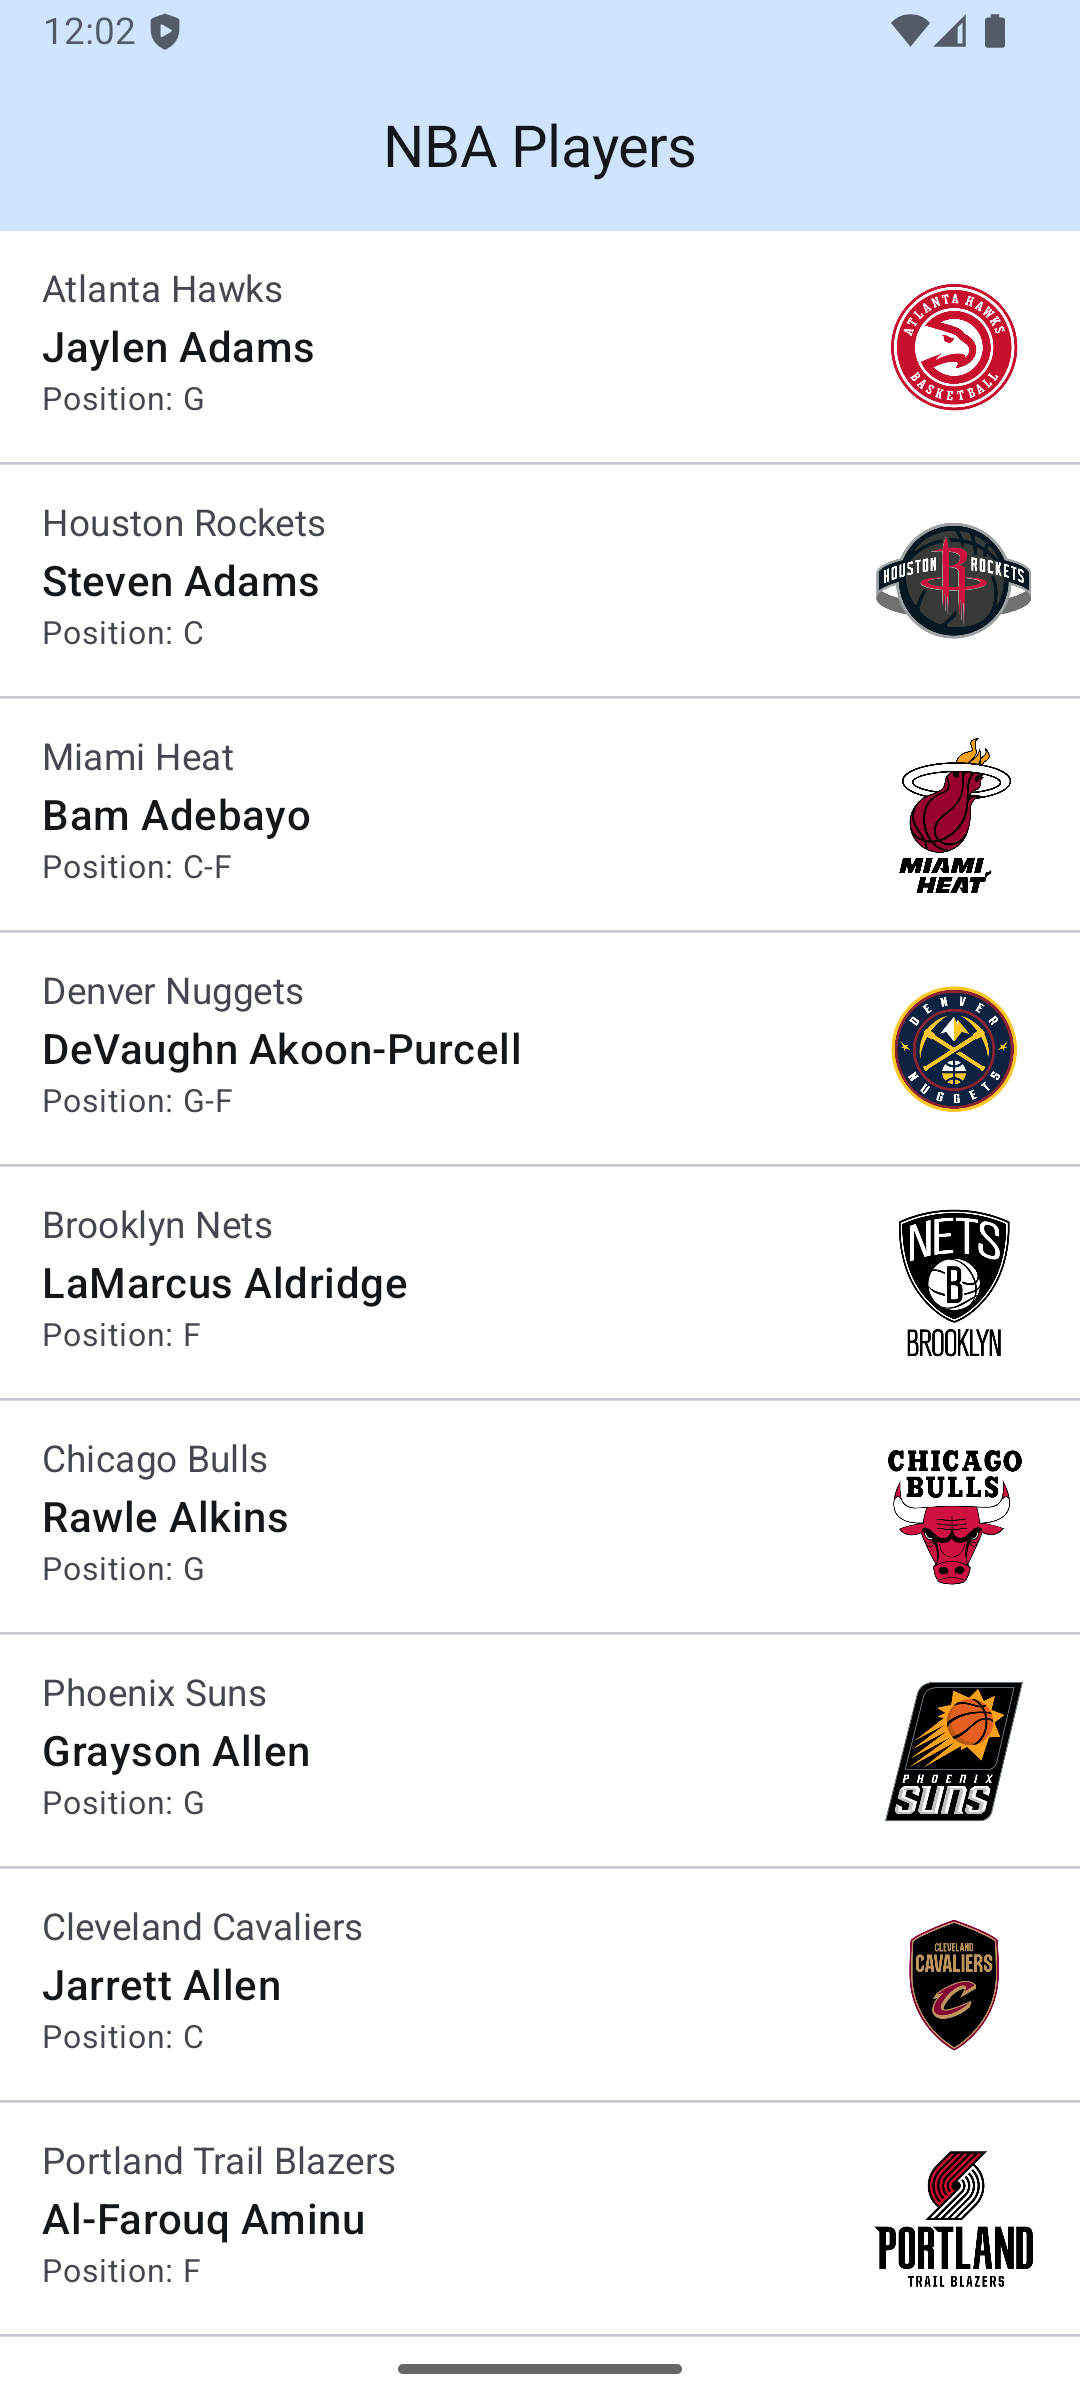 12:02
NBA Players
Atlanta Hawks
Jaylen Adams
Position: G
ATLANTA HAWKS
BASKETBALL
Houston Rockets
Steven Adams
Position: C
HOUSTON R ROCKETS
Miami Heat
Bam Adebayo
Position: C-F
MIAMI
HEAT
Denver Nuggets
DeVaughn Akoon-Purcell
Position: G-F
DENVER
NUGGETS
Brooklyn Nets
LaMarcus Aldridge
Position: F
NETS
B
BROOKLYN
Chicago Bulls
Rawle Alkins
Position: G
CHICAGO
BULLS
Phoenix Suns
Grayson Allen
Position: G
PHOENIX
SUNS
Cleveland Cavaliers
Jarrett Allen
Position: C
CLEVELAND
CAVALIERS
C
Portland Trail Blazers
Al-Farouq Aminu
Position: F
PORTLAND
TRAIL BLAZERS